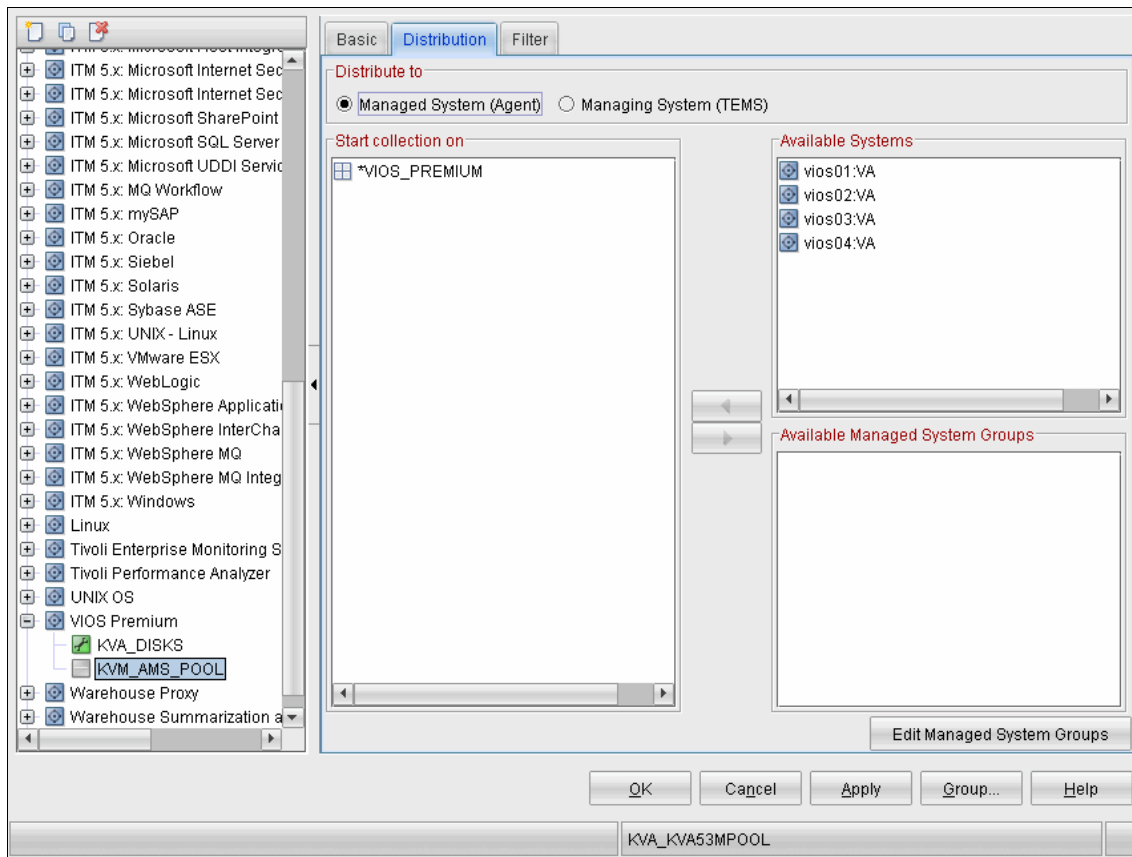 Basic Distribution Filter
ITM 5.x: Microsoft Internet Sec
ITM 5.x: Microsoft Internet Sec
ITM 5.x: Microsoft SharePoint
ITM 5.x: Microsoft SQL Server
ITM 5.x: Microsoft UDDI Servic
ITM 5.x: MQ Workflow
ITM 5.x: mySAP
ITM 5.x: Oracle
ITM 5.x: Siebel
ITM 5.x: Solaris
ITM 5.x: Sybase ASE
ITM 5.x: UNIX - Linux
ITM 5.x: VMware ESX
ITM 5.x: WebLogic
ITM 5.x: WebSphere Applicati
ITM 5.x: WebSphere InterCha
ITM 5.x: WebSphere MQ
ITM 5.x: WebSphere MQ Integ
ITM 5.x: Windows
Linux
Tivoli Enterprise Monitoring S
Tivoli Performance Analyzer
UNIX OS
VIOS Premium
KVA_DISKS
KVM_AMS_POOL
Warehouse Proxy
Warehouse Summarization a
Distribute to
Managed System (Agent) Managing System (TEMS)
Start collection on
*VIOS_PREMIUM
Available Systems
vios01:VA
vios02:VA
vios03:VA
vios04:VA
Available Managed System Groups
Edit Managed System Groups
OK Cancel Apply Group... Help
KVA_KVA53MPOOL